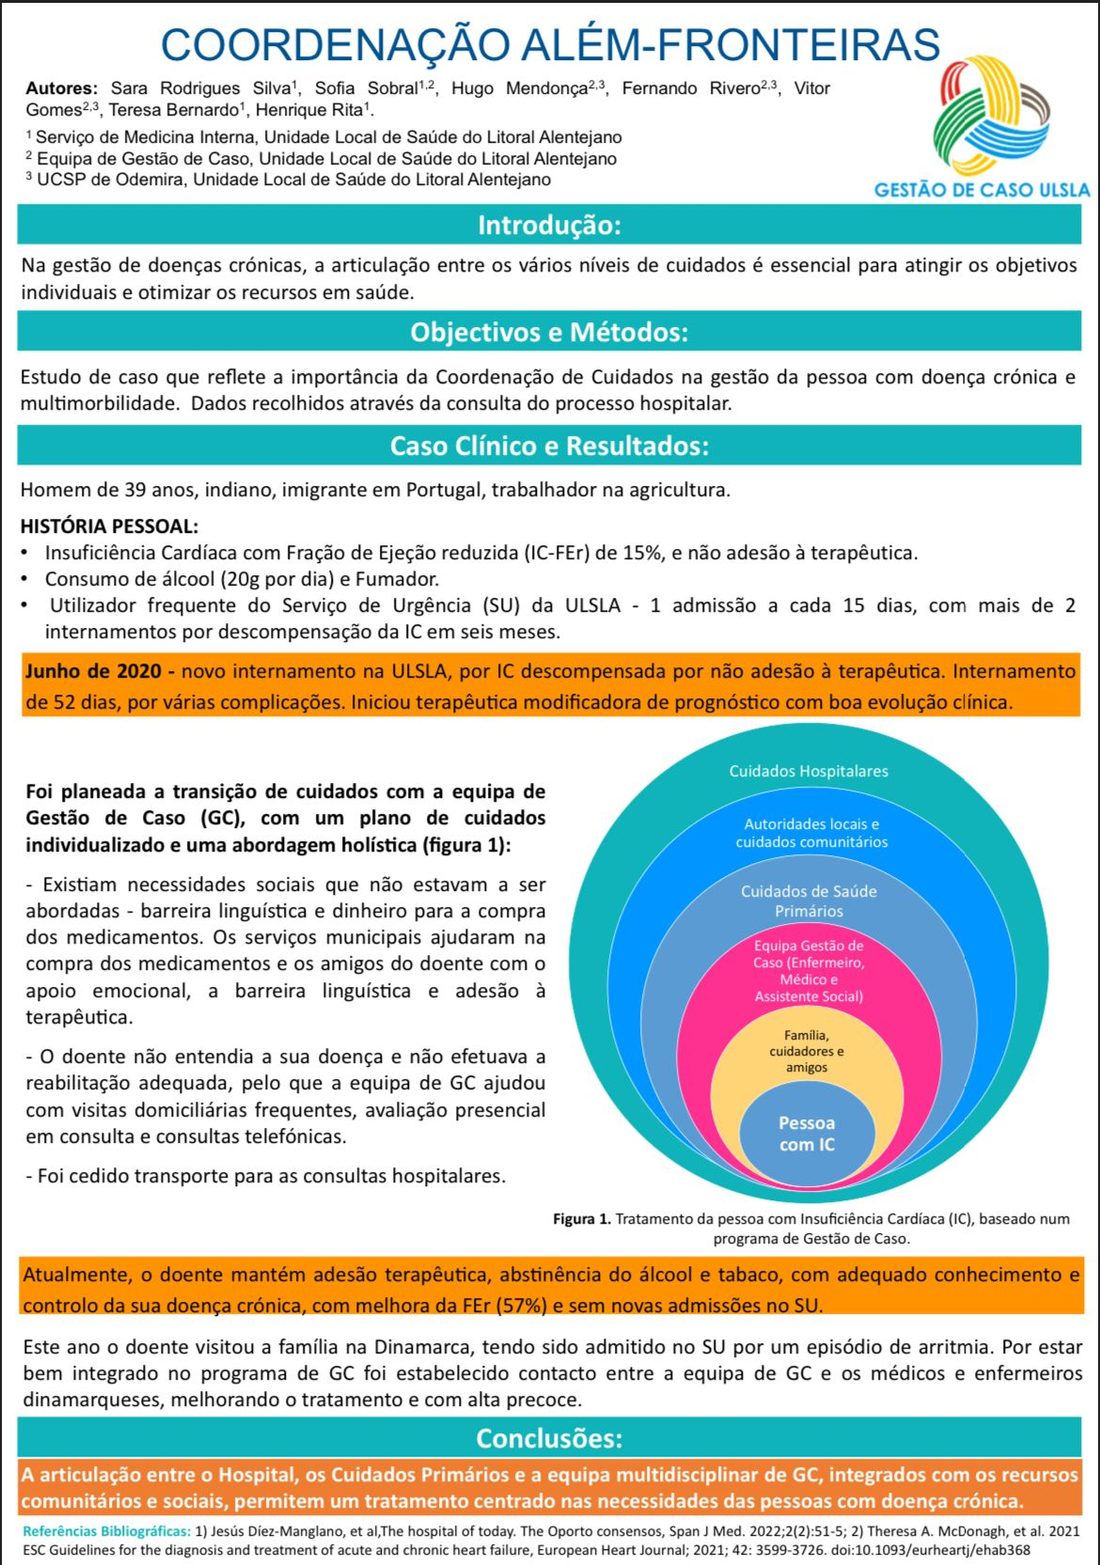 COORDENAÇÃO ALÉM-FRONTEIRAS
Autores: Sara Rodrigues Silva¹, Sofia Sobral¹,², Hugo Mendonça²,³, Fernando Rivero²,³, Vitor
Gomes²,³, Teresa Bernardo¹, Henrique Rita¹.
¹ Serviço de Medicina Interna, Unidade Local de Saúde do Litoral Alentejano
² Equipa de Gestão de Caso, Unidade Local de Saúde do Litoral Alentejano
³ UCSP de Odemira, Unidade Local de Saúde do Litoral Alentejano
GESTÃO DE CASO ULSLA
Introdução:
Na gestão de doenças crónicas, a articulação entre os vários níveis de cuidados é essencial para atingir os objetivos
individuais e otimizar os recursos em saúde.
Objectivos e Métodos:
Estudo de caso que reflete a importância da Coordenação de Cuidados na gestão da pessoa com doença crónica e
multimorbilidade. Dados recolhidos através da consulta do processo hospitalar.
Caso Clínico e Resultados:
Homem de 39 anos, indiano, imigrante em Portugal, trabalhador na agricultura.
HISTÓRIA PESSOAL:
• Insuficiência Cardíaca com Fração de Ejeção reduzida (IC-FEr) de 15%, e não adesão à terapêutica.
• Consumo de álcool (20g por dia) e Fumador.
• Utilizador frequente do Serviço de Urgência (SU) da ULSLA - 1 admissão a cada 15 dias, com mais de 2
internamentos por descompensação da IC em seis meses.
Junho de 2020 - novo internamento na ULSLA, por IC descompensada por não adesão à terapêutica. Internamento
de 52 dias, por várias complicações. Iniciou terapêutica modificadora de prognóstico com boa evolução clínica.
Foi planeada a transição de cuidados com a equipa de
Gestão de Caso (GC), com um plano de cuidados
individualizado e uma abordagem holística (figura 1):
- Existiam necessidades sociais que não estavam a ser
abordadas - barreira linguística e dinheiro para a compra
dos medicamentos. Os serviços municipais ajudaram na
compra dos medicamentos e os amigos do doente com o
apoio emocional, a barreira linguística e adesão à
terapêutica.
- O doente não entendia a sua doença e não efetuava a
reabilitação adequada, pelo que a equipa de GC ajudou
com visitas domiciliárias frequentes, avaliação presencial
em consulta e consultas telefónicas.
- Foi cedido transporte para as consultas hospitalares.
Cuidados Hospitalares
Autoridades locais e
cuidados comunitários
Cuidados de Saúde
Primários
Equipa Gestão de
Caso (Enfermeiro,
Médico e
Assistente Social)
Família,
cuidadores e
amigos
Pessoa
com IC
Figura 1. Tratamento da pessoa com Insuficiência Cardíaca (IC), baseado num
programa de Gestão de Caso.
Atualmente, o doente mantém adesão terapêutica, abstinência do álcool e tabaco, com adequado conhecimento e
controlo da sua doença crónica, com melhora da FEr (57%) e sem novas admissões no SU.
Este ano o doente visitou a família na Dinamarca, tendo sido admitido no SU por um episódio de arritmia. Por estar
bem integrado no programa de GC foi estabelecido contacto entre a equipa de GC e os médicos e enfermeiros
dinamarqueses, melhorando o tratamento e com alta precoce.
Conclusões:
A articulação entre o Hospital, os Cuidados Primários e a equipa multidisciplinar de GC, integrados com os recursos
comunitários e sociais, permitem um tratamento centrado nas necessidades das pessoas com doença crónica.
Referências Bibliográficas: 1) Jesús Díez-Manglano, et al,The hospital of today. The Oporto consensos, Span J Med. 2022;2(2):51-5; 2) Theresa A. McDonagh, et al. 2021
ESC Guidelines for the diagnosis and treatment of acute and chronic heart failure, European Heart Journal; 2021; 42: 3599-3726. doi:10.1093/eurheartj/ehab368